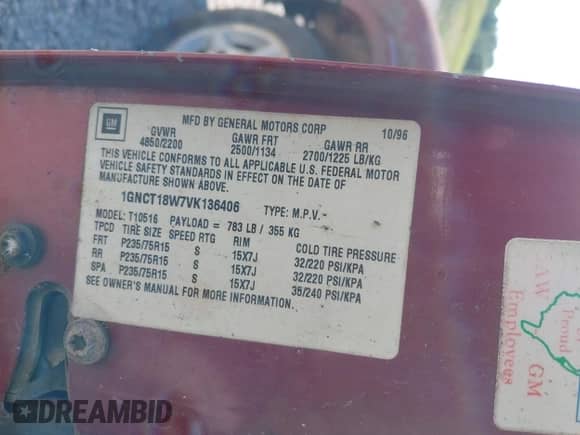 GM
MFD BY GENERAL MOTORS CORP 10/96
GVWR GAWR FRT GAWR RR
4850/2200 2500/1134 2700/1225 LB/KG
THIS VEHICLE CONFORMS TO ALL APPLICABLE U.S. FEDERAL MOTOR
VEHICLE SAFETY STANDARDS IN EFFECT ON THE DATE OF
MANUFACTURE SHOWN ABOVE.
1GNCT18W7VK136406 TYPE: M.P.V.
MODEL: T10516 PAYLOAD = 783 LB / 355 KG
TPCD TIRE SIZE SPEED RTG RIM COLD TIRE PRESSURE
FRT P235/75R15 S 15X7J 32/220 PSI/KPA
RR P235/75R15 S 15X7J 32/220 PSI/KPA
SPA P235/75R15 S 15X7J 35/240 PSI/KPA
SEE OWNER'S MANUAL FOR MORE INFORMATION.
AW
Proud
GM
Employees
DREAMBID